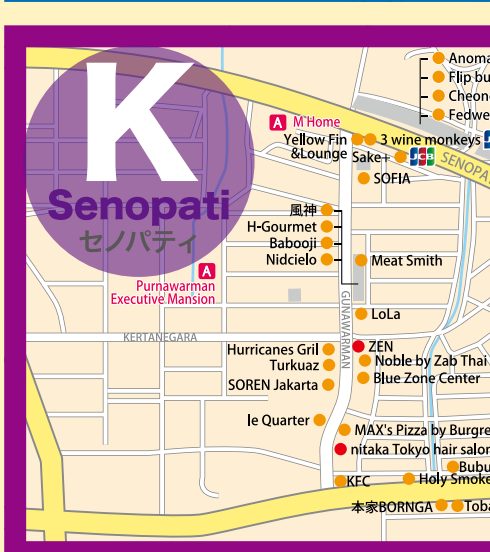 K
Senopati
セノパティ
A
M Home
Yellow Fin
&Lounge
3 wine monkeys
Sake+
JCB
SENOPA
SOFIA
Anoma
Flip bu
Cheon
Fedwe
風神
H-Gourmet
Babooji
Nidcielo
A
Purnawarman
Executive Mansion
Meat Smith
GUNAWARMAN
LoLa
KERTANEGARA
Hurricanes Gril
Turkuaz
SOREN Jakarta
ZEN
Noble by Zab Thai
Blue Zone Center
le Quarter
MAX's Pizza by Burgre
nitaka Tokyo hair salon
Bubu
KFC
Holy Smoke
本家BORNGA
Toba